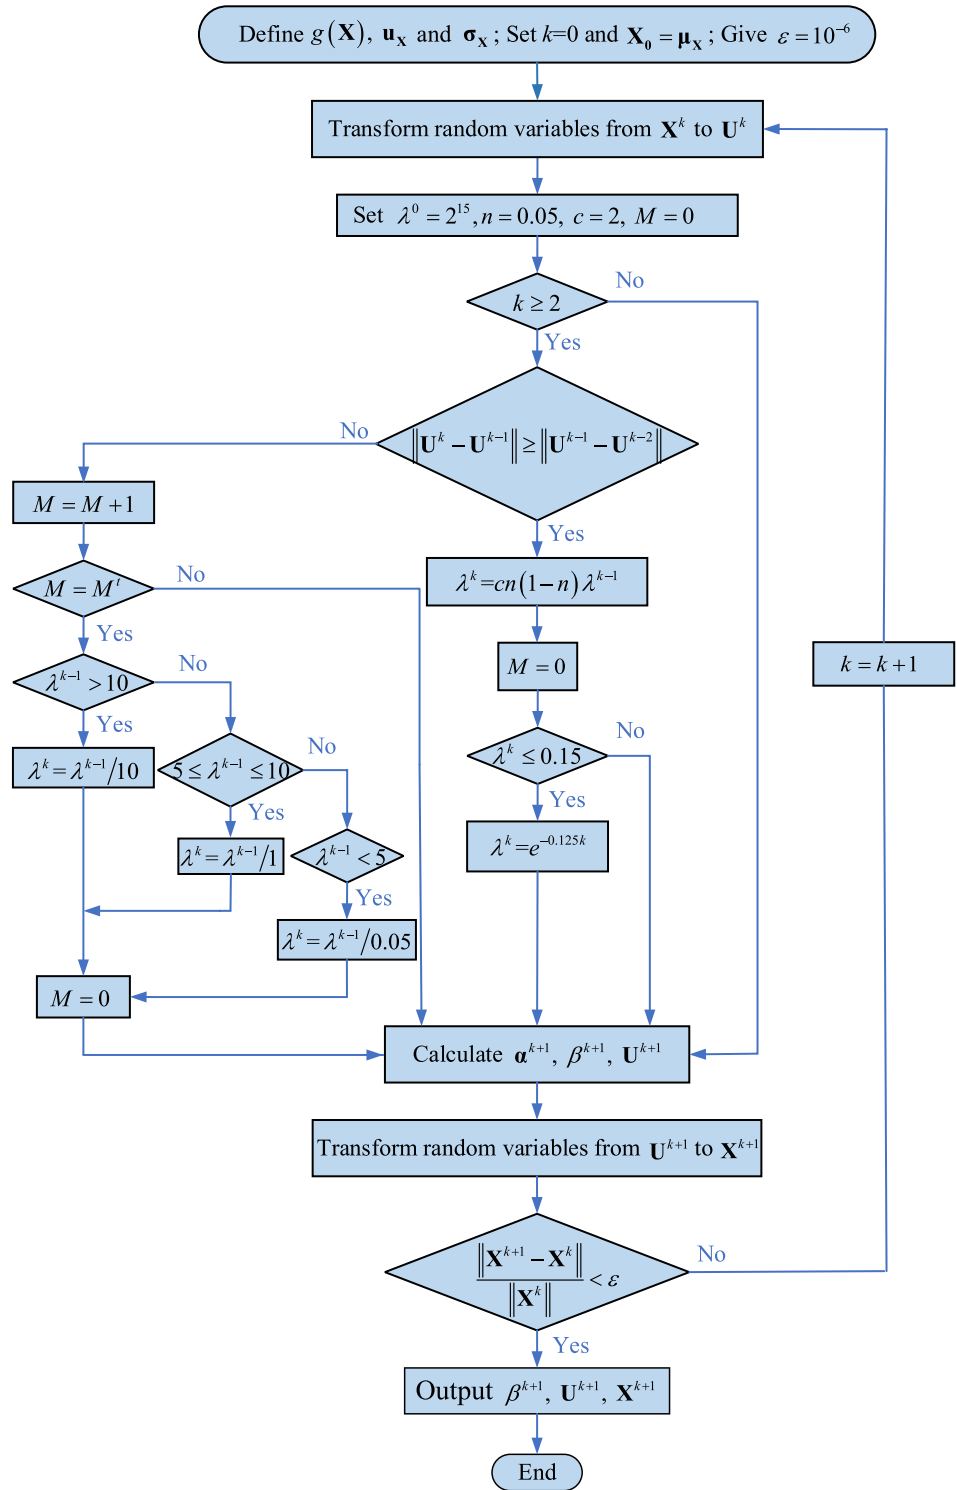 Define g(X), u_X and σ_X; Set k=0 and X_0 = μ_X; Give ε = 10^{-6}
Transform random variables from X^k to U^k
Set λ^0 = 2^{15}, n = 0.05, c = 2, M = 0
k ≥ 2
No
Yes
‖U^k − U^{k−1}‖ ≥ ‖U^{k−1} − U^{k−2}‖
No
Yes
M = M + 1
M = M^t
No
Yes
λ^{k−1} > 10
No
Yes
λ^k = λ^{k−1}/10
5 ≤ λ^{k−1} ≤ 10
No
Yes
λ^k = λ^{k−1}/1
λ^{k−1} < 5
Yes
λ^k = λ^{k−1}/0.05
M = 0
λ^k = cn(1 − n)λ^{k−1}
M = 0
λ^k ≤ 0.15
No
Yes
λ^k = e^{−0.125k}
k = k + 1
Calculate α^{k+1}, β^{k+1}, U^{k+1}
Transform random variables from U^{k+1} to X^{k+1}
‖X^{k+1} − X^k‖ / ‖X^k‖ < ε
No
Yes
Output β^{k+1}, U^{k+1}, X^{k+1}
End